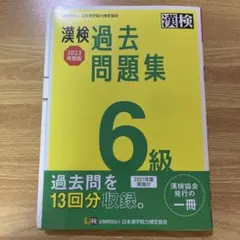 公益財団法人 日本漢字能力検定協会
漢検
漢検 過去
2022
年度版
問題集
6級
2021年度
実施分
過去問を
13回分収録。
漢検協会
発行の
一冊
漢検 公益財団法人 日本漢字能力検定協会